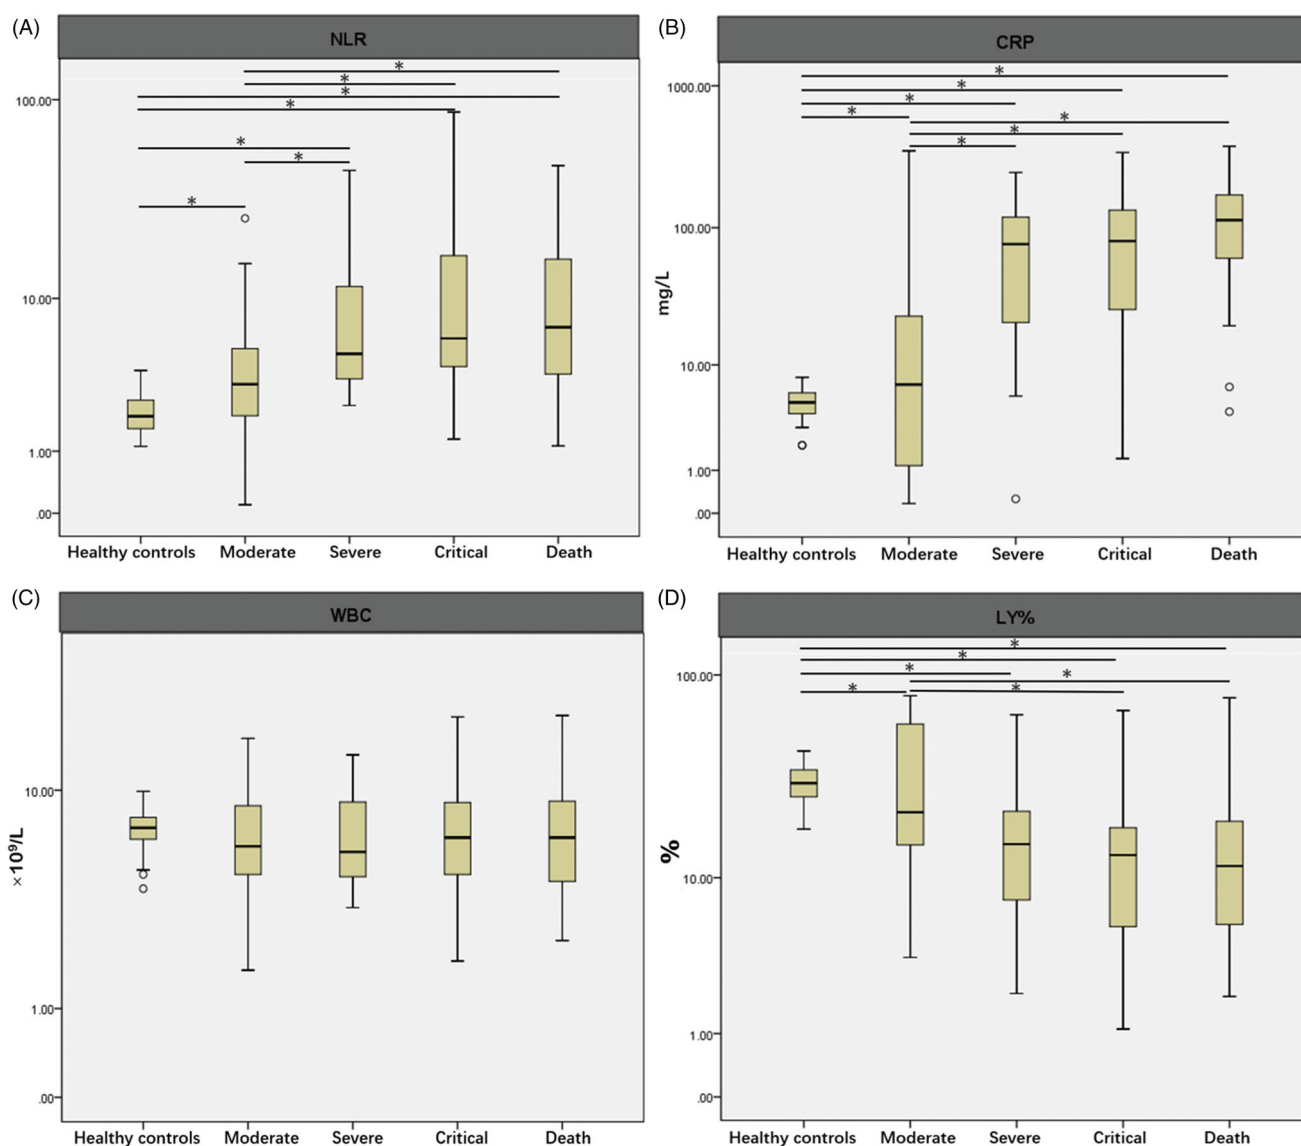 (A)
NLR
100.00
10.00
1.00
.00
* * * * * * *
Healthy controls Moderate Severe Critical Death
(B)
CRP
mg/L
1000.00
100.00
10.00
1.00
.00
* * * * * * *
Healthy controls Moderate Severe Critical Death
(C)
WBC
×10⁹/L
10.00
1.00
.00
Healthy controls Moderate Severe Critical Death
(D)
LY%
%
100.00
10.00
1.00
.00
* * * * * *
Healthy controls Moderate Severe Critical Death